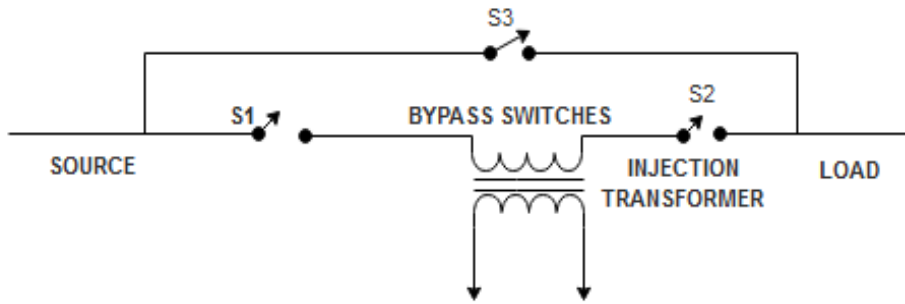 S3
S1
BYPASS SWITCHES
S2
SOURCE
INJECTION
TRANSFORMER
LOAD